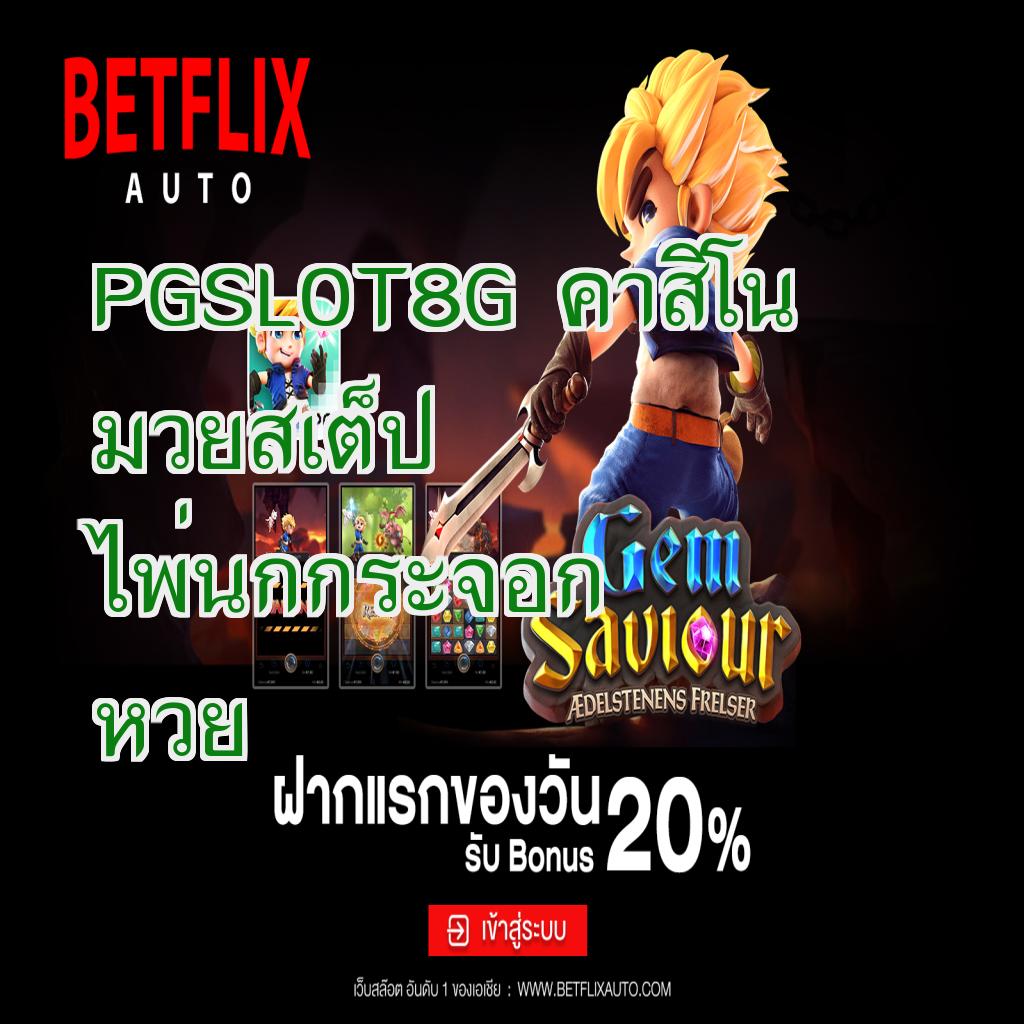 BETFLIX
AUTO
PGSLOT8G คาสิโน
มวยสเต็ป
ไพ่นกกระจอก
หวย
Gem
Saviour
ÆDELSTENENS FRELSER
ฝากแรกของวัน
รับ Bonus 20%
เข้าสู่ระบบ
เว็บสล๊อต อันดับ 1 ของเอเชีย : WWW.BETFLIXAUTO.COM